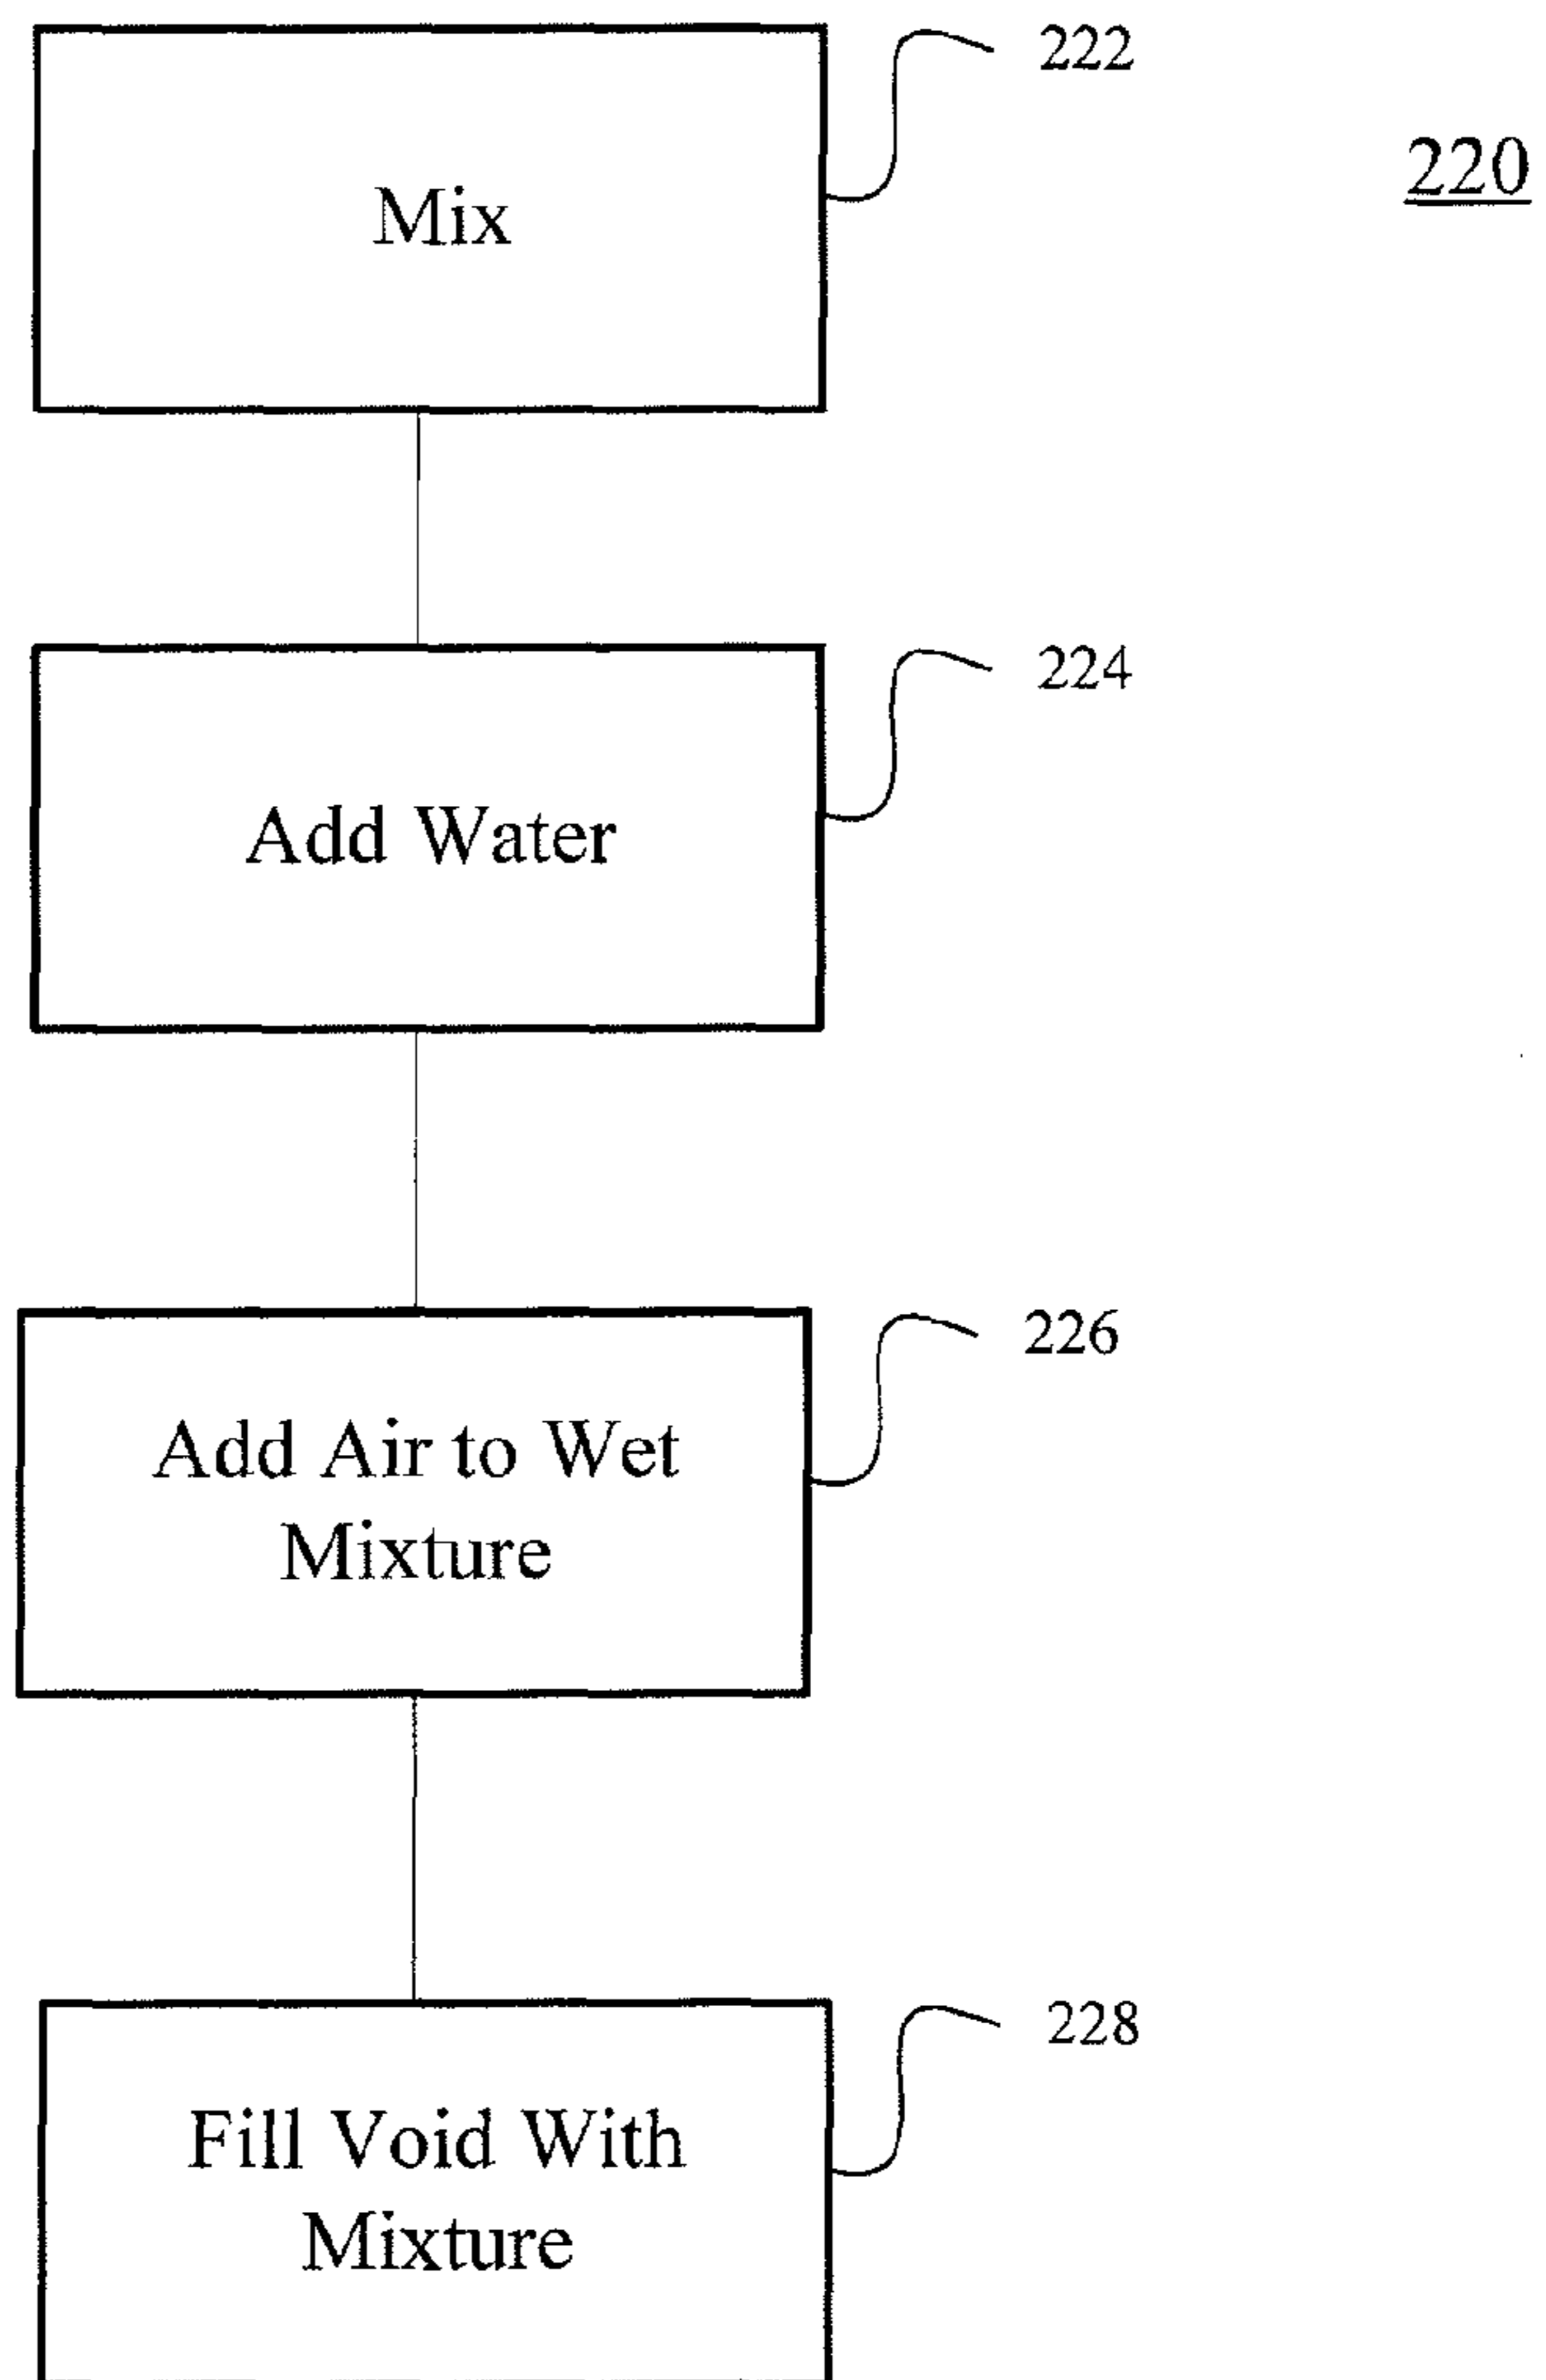 222
220
Mix
224
Add Water
226
Add Air to Wet
Mixture
228
Fill Void With
Mixture